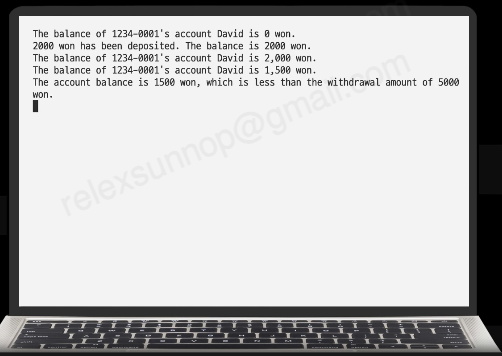 The balance of 1234-0001's account David is 0 won.
2000 won has been deposited. The balance is 2000 won.
The balance of 1234-0001's account David is 2,000 won.
The balance of 1234-0001's account David is 1,500 won.
The account balance is 1500 won, which is less than the withdrawal amount of 5000
won.
relexsunnop@gmail.com